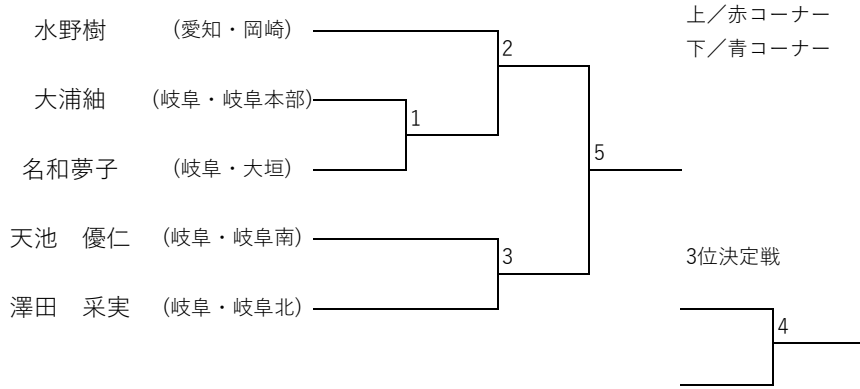 上／赤コーナー
水野樹　(愛知・岡崎)
2
下／青コーナー
大浦紬　(岐阜・岐阜本部)
1
5
名和夢子　(岐阜・大垣)
天池　優仁　(岐阜・岐阜南)
3
3位決定戦
澤田　采実　(岐阜・岐阜北)
4